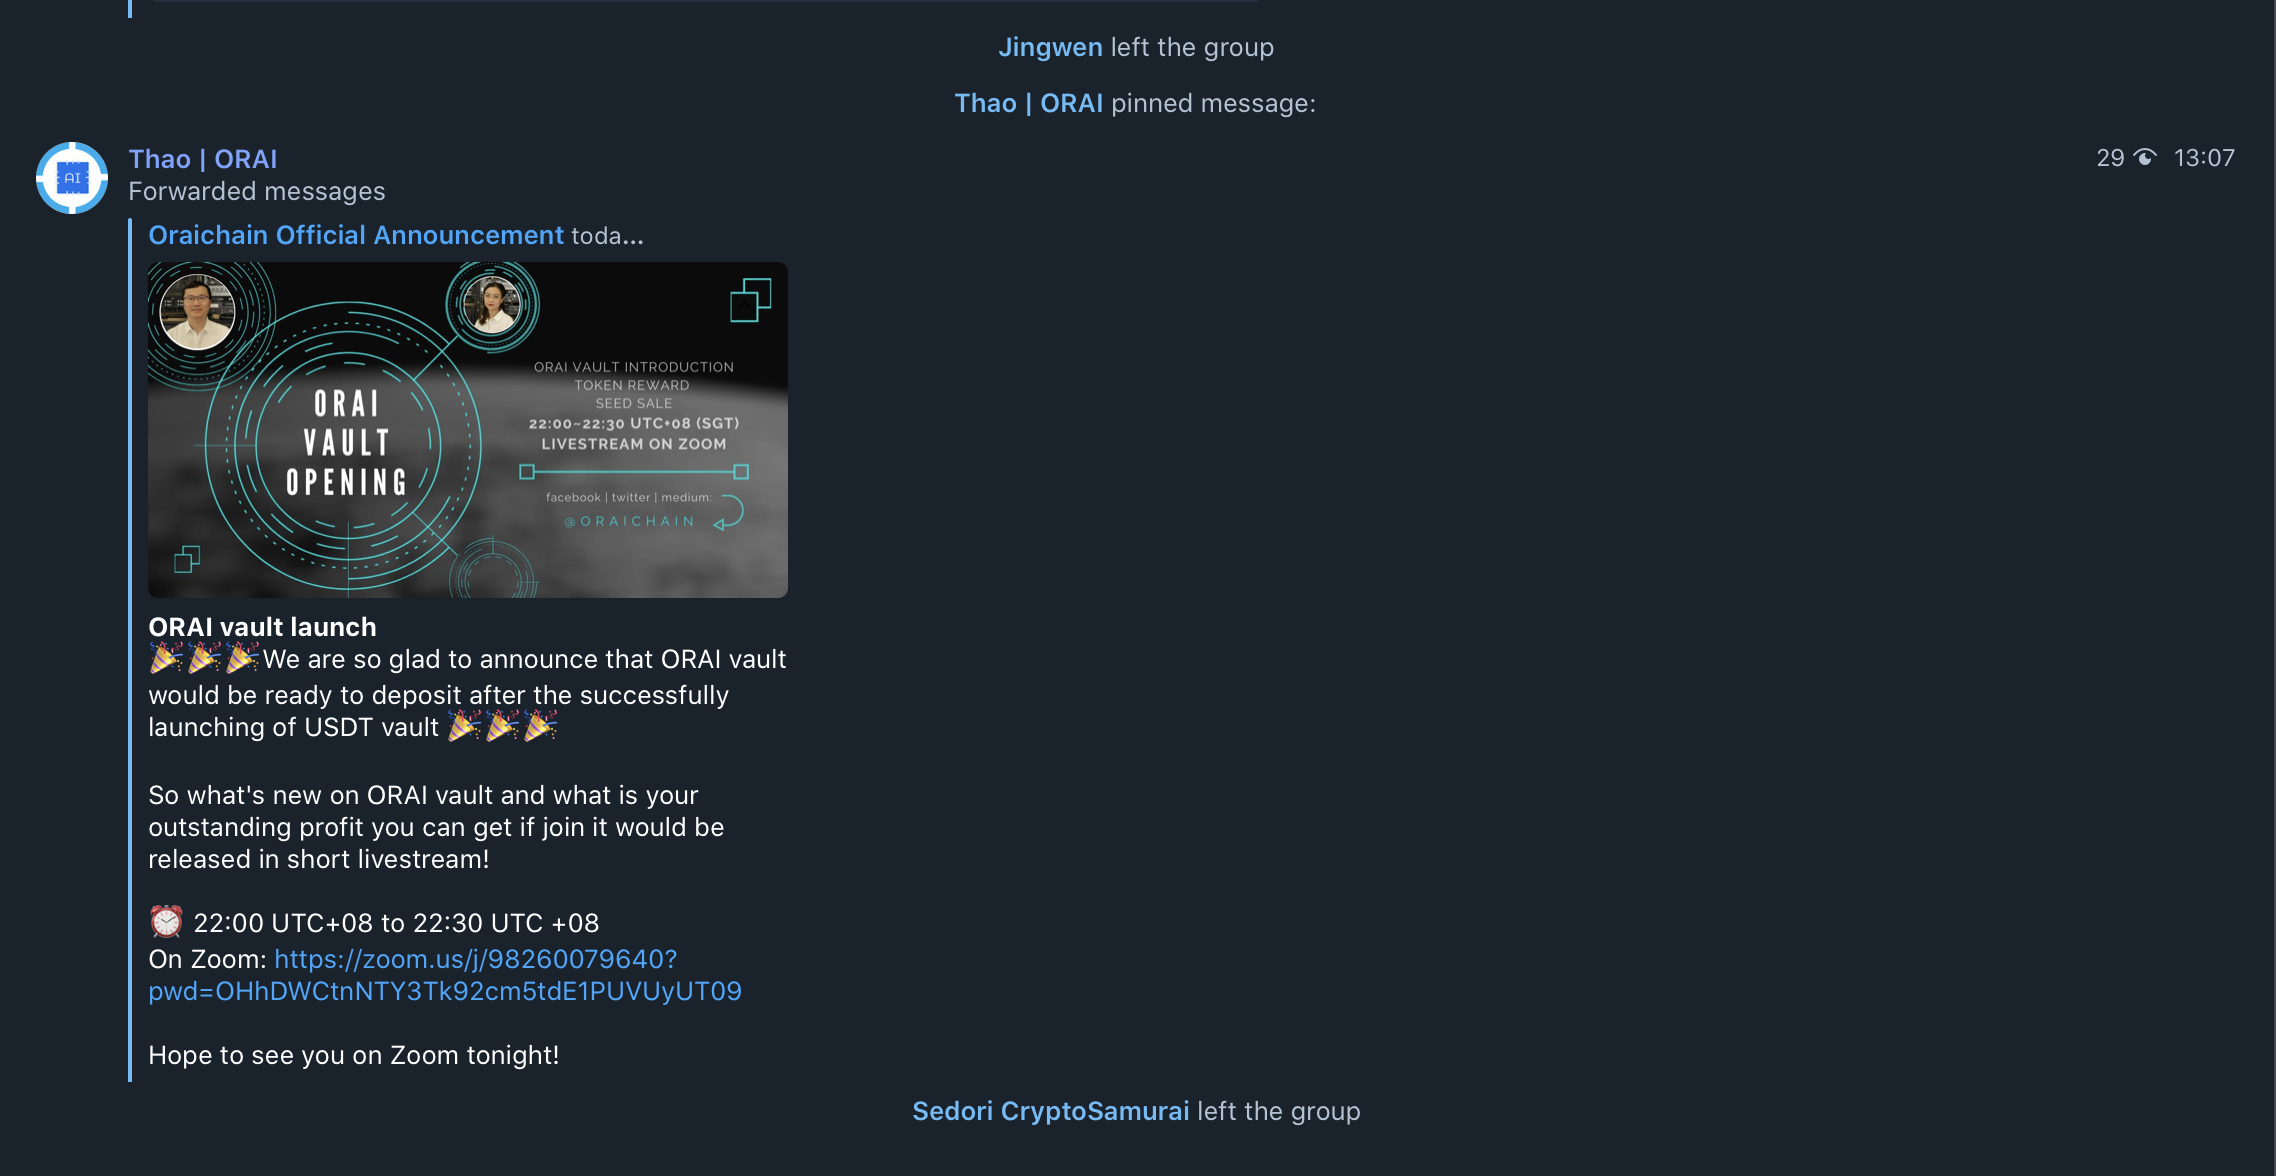 Jingwen left the group
Thao | ORAI pinned message:
Thao | ORAI
29 13:07
Forwarded messages
Oraichain Official Announcement toda...
ORAI
VAULT
OPENING
ORAI VAULT INTRODUCTION
TOKEN REWARD
SEED SALE
22:00~22:30 UTC+08 (SGT)
LIVESTREAM ON ZOOM
facebook | twitter | medium:
@ORAICHAIN
ORAI vault launch
🎉🎉🎉We are so glad to announce that ORAI vault
would be ready to deposit after the successfully
launching of USDT vault 🎉🎉🎉
So what's new on ORAI vault and what is your
outstanding profit you can get if join it would be
released in short livestream!
⏰ 22:00 UTC+08 to 22:30 UTC +08
On Zoom: https://zoom.us/j/98260079640?
pwd=OHhDWCtnNTY3Tk92cm5tdE1PUVUyUT09
Hope to see you on Zoom tonight!
Sedori CryptoSamurai left the group
AI